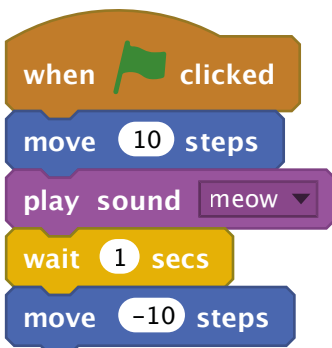 when clicked
move 10 steps
play sound meow
wait 1 secs
move -10 steps